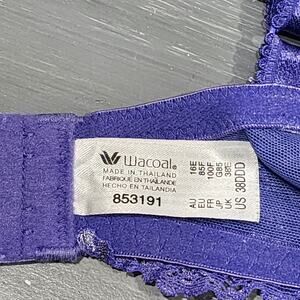 Wacoal®
MADE IN THAILAND
FABRIQUÉ EN THAÏLANDE
HECHO EN TAILANDIA
853191
AU 16E
EU 85F
FR 100F
JP G85
UK 38E
US 38DDD